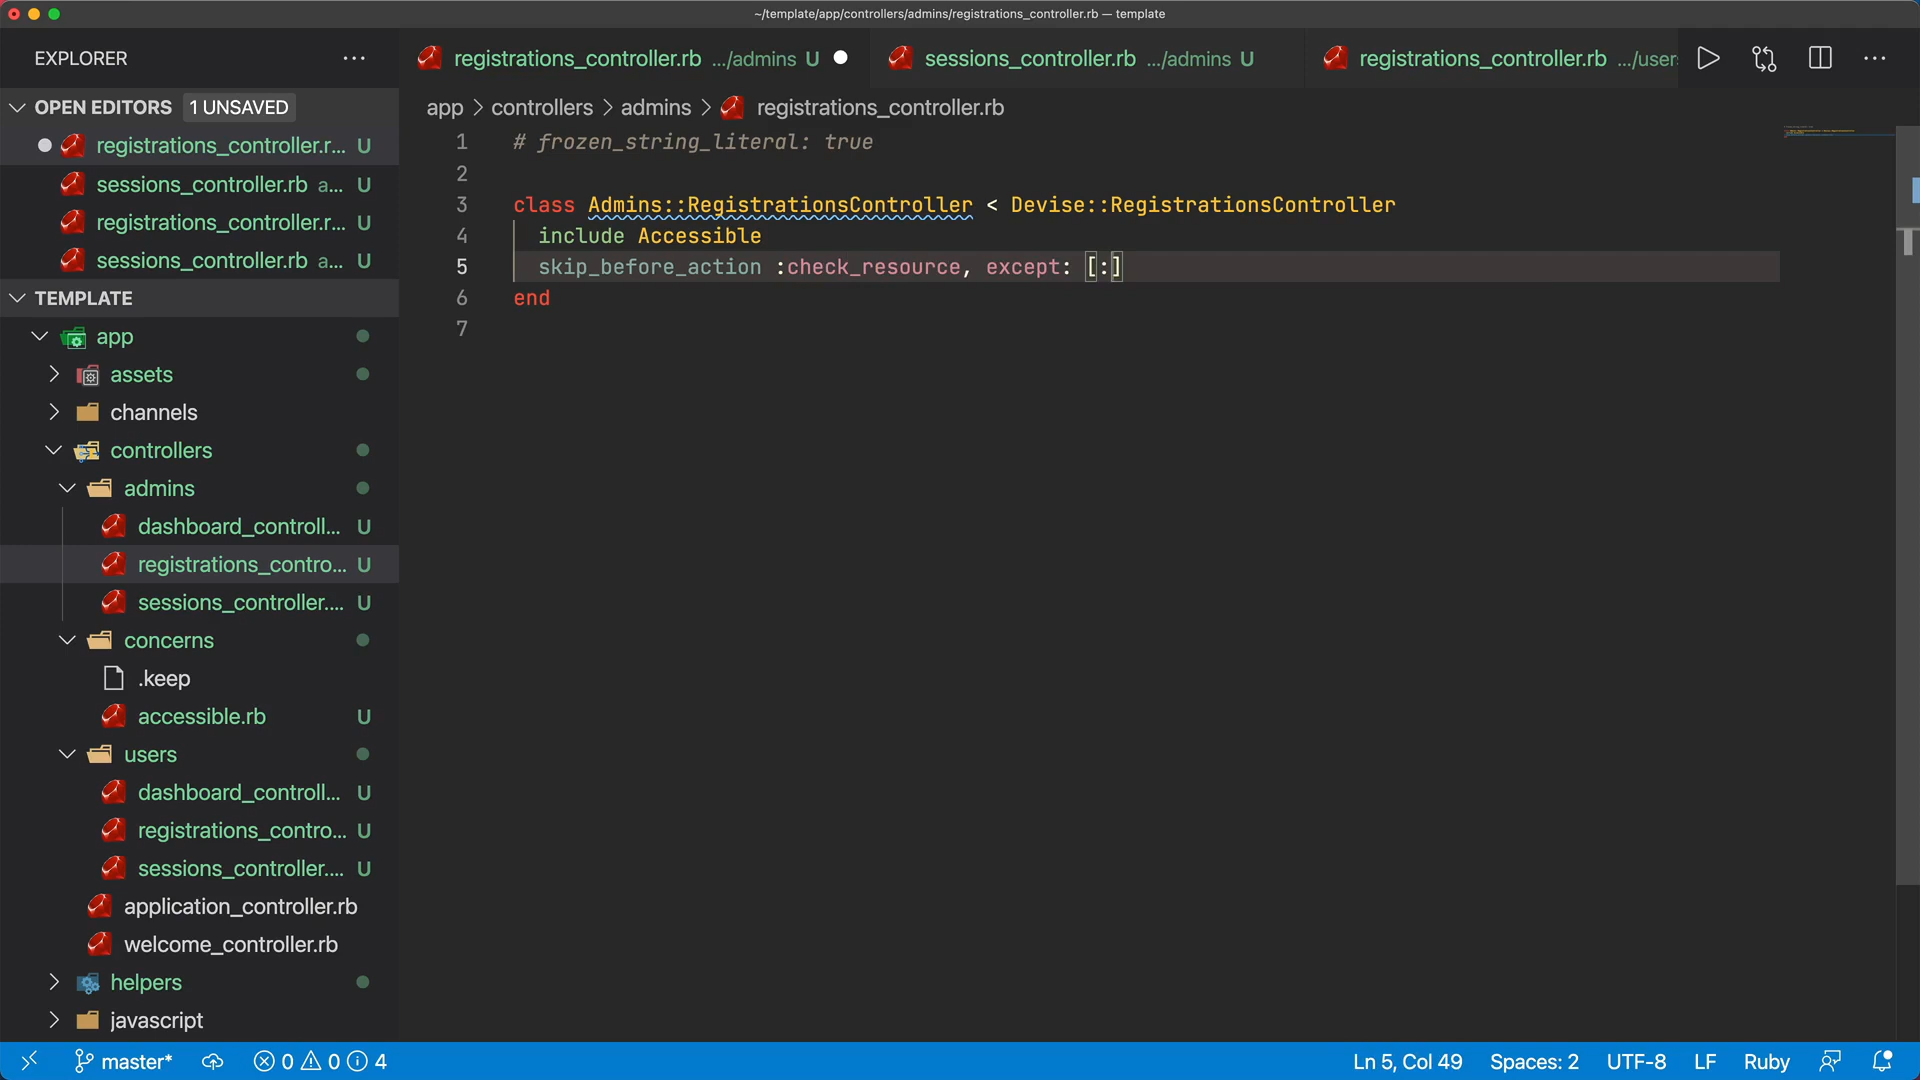 ~/template/app/controllers/admins/registrations_controller.rb — template
EXPLORER
registrations_controller.rb .../admins U
sessions_controller.rb .../admins U
registrations_controller.rb .../user
OPEN EDITORS 1 UNSAVED
registrations_controller.r... U
sessions_controller.rb a... U
registrations_controller.r... U
sessions_controller.rb a... U
TEMPLATE
app
assets
channels
controllers
admins
dashboard_controll... U
registrations_contro... U
sessions_controller.... U
concerns
.keep
accessible.rb U
users
dashboard_controll... U
registrations_contro... U
sessions_controller.... U
application_controller.rb
welcome_controller.rb
helpers
javascript
app > controllers > admins > registrations_controller.rb
1 # frozen_string_literal: true
2
3 class Admins::RegistrationsController < Devise::RegistrationsController
4 include Accessible
5 skip_before_action :check_resource, except: [:]
6 end
7
master* 0 0 4
Ln 5, Col 49 Spaces: 2 UTF-8 LF Ruby